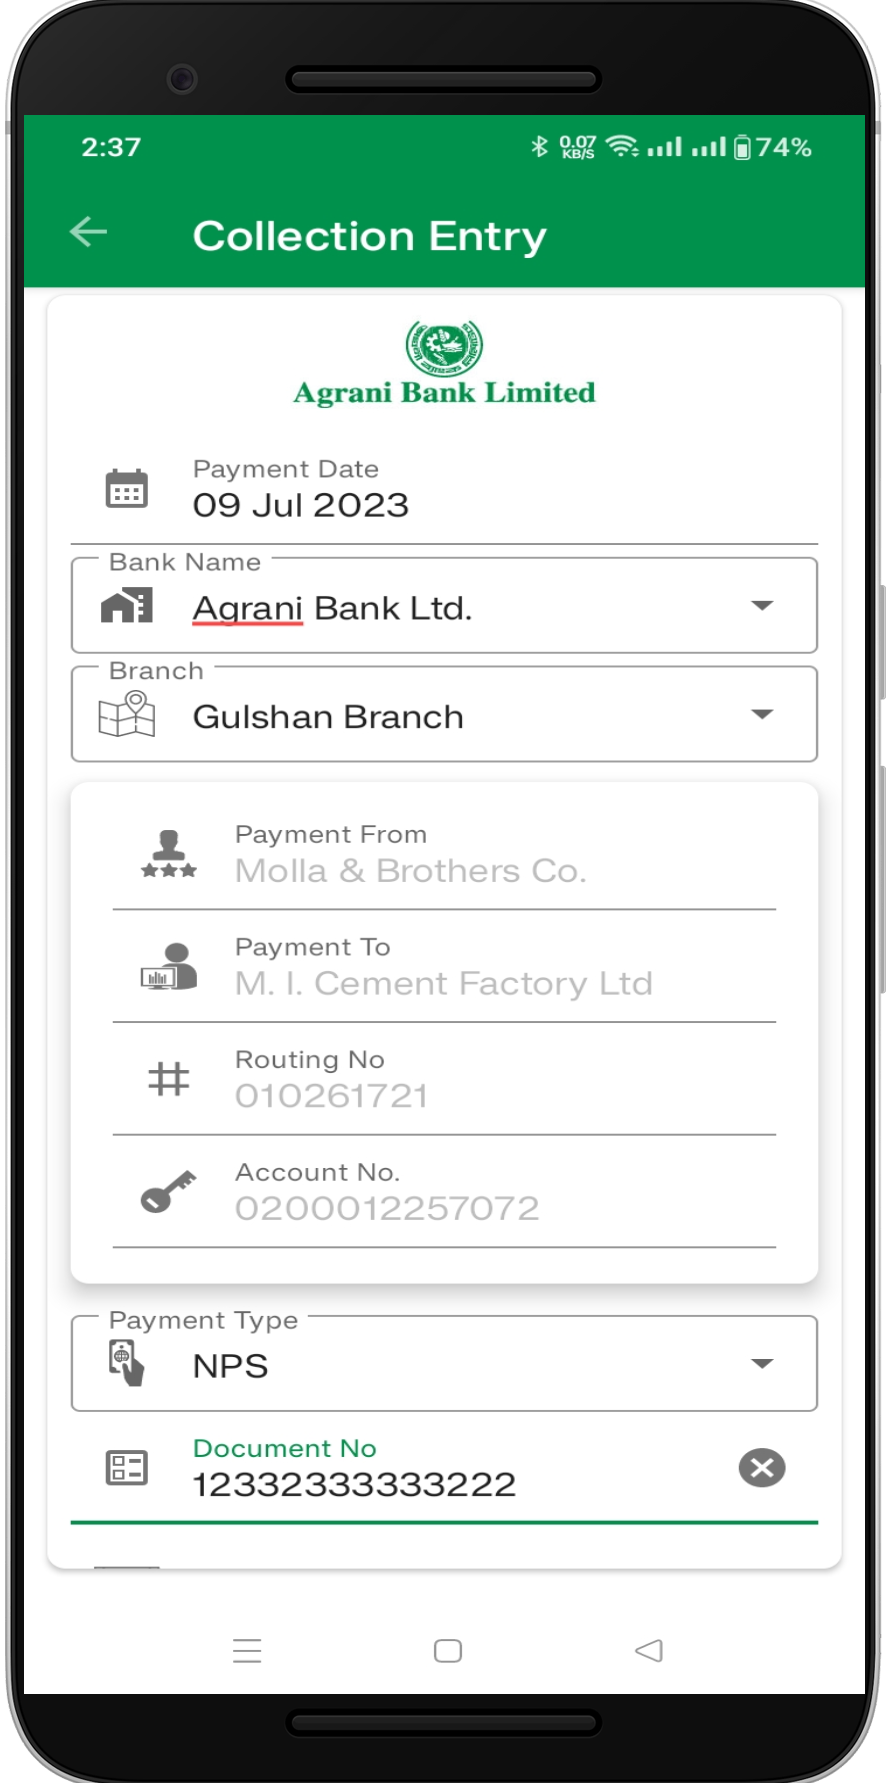 2:37 0.07 KB/S 74%
Collection Entry
Agrani Bank Limited
Payment Date
09 Jul 2023
Bank Name
Agrani Bank Ltd.
Branch
Gulshan Branch
Payment From
Molla & Brothers Co.
Payment To
M. I. Cement Factory Ltd
Routing No
010261721
Account No.
0200012257072
Payment Type
NPS
Document No
12332333333222